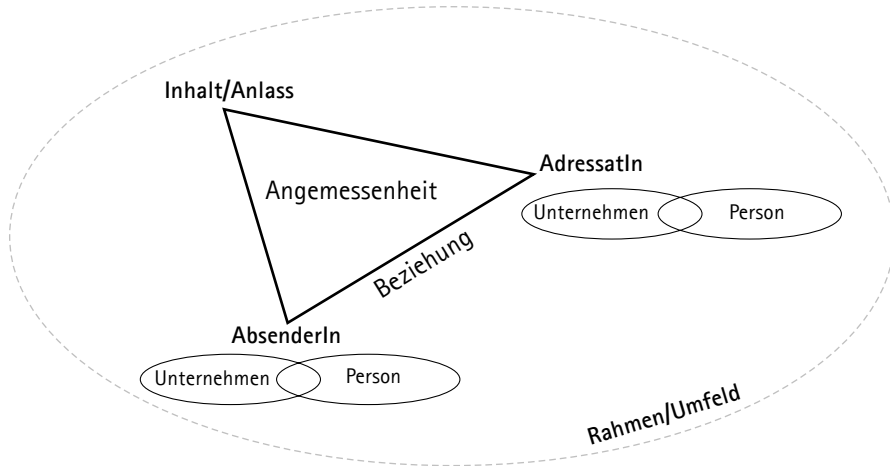 Inhalt/Anlass
AdressatIn
Angemessenheit
Unternehmen
Person
Beziehung
AbsenderIn
Unternehmen
Person
Rahmen/Umfeld